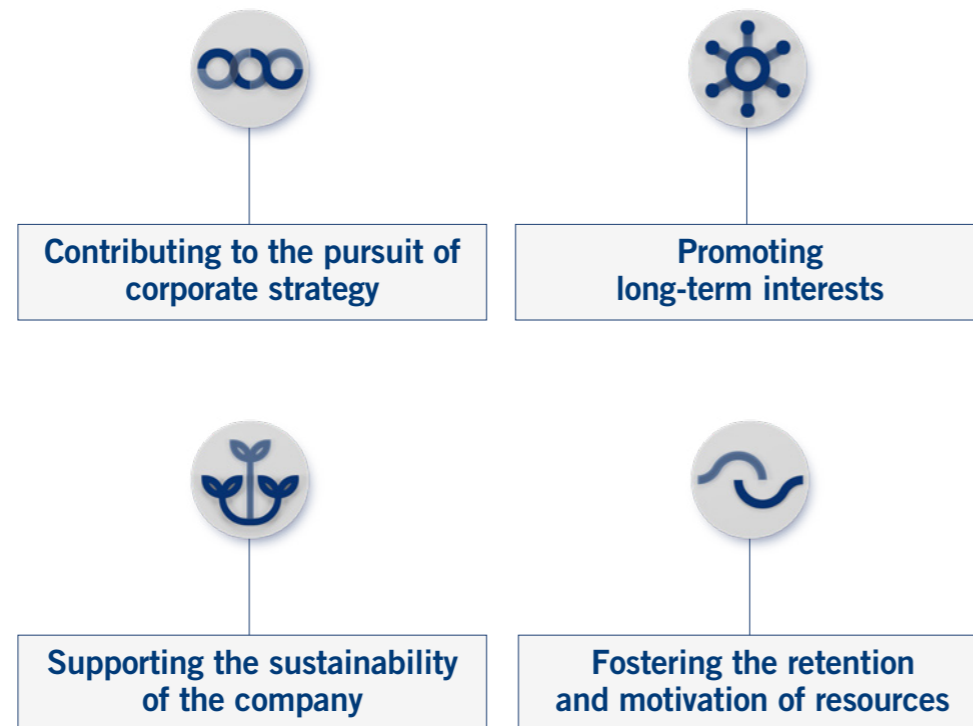 Contributing to the pursuit of
corporate strategy
Promoting
long-term interests
Supporting the sustainability
of the company
Fostering the retention
and motivation of resources